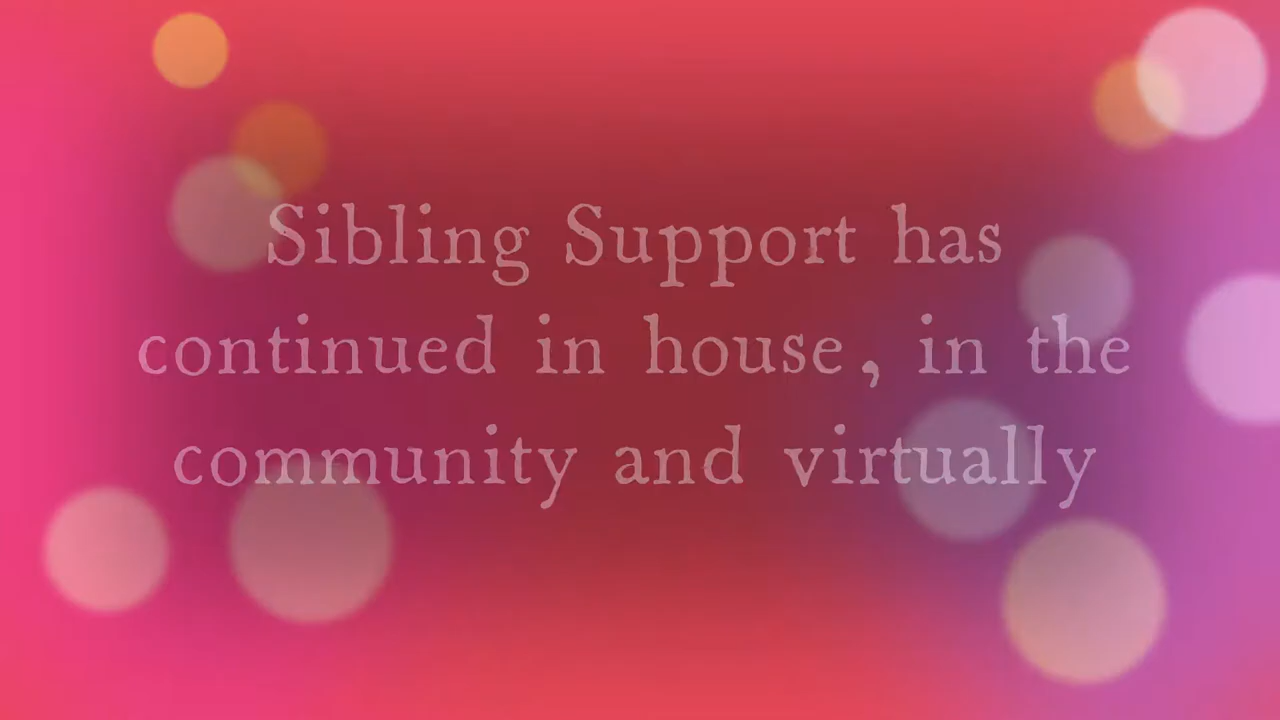 Sibling Support has
continued in house, in the
community and virtually